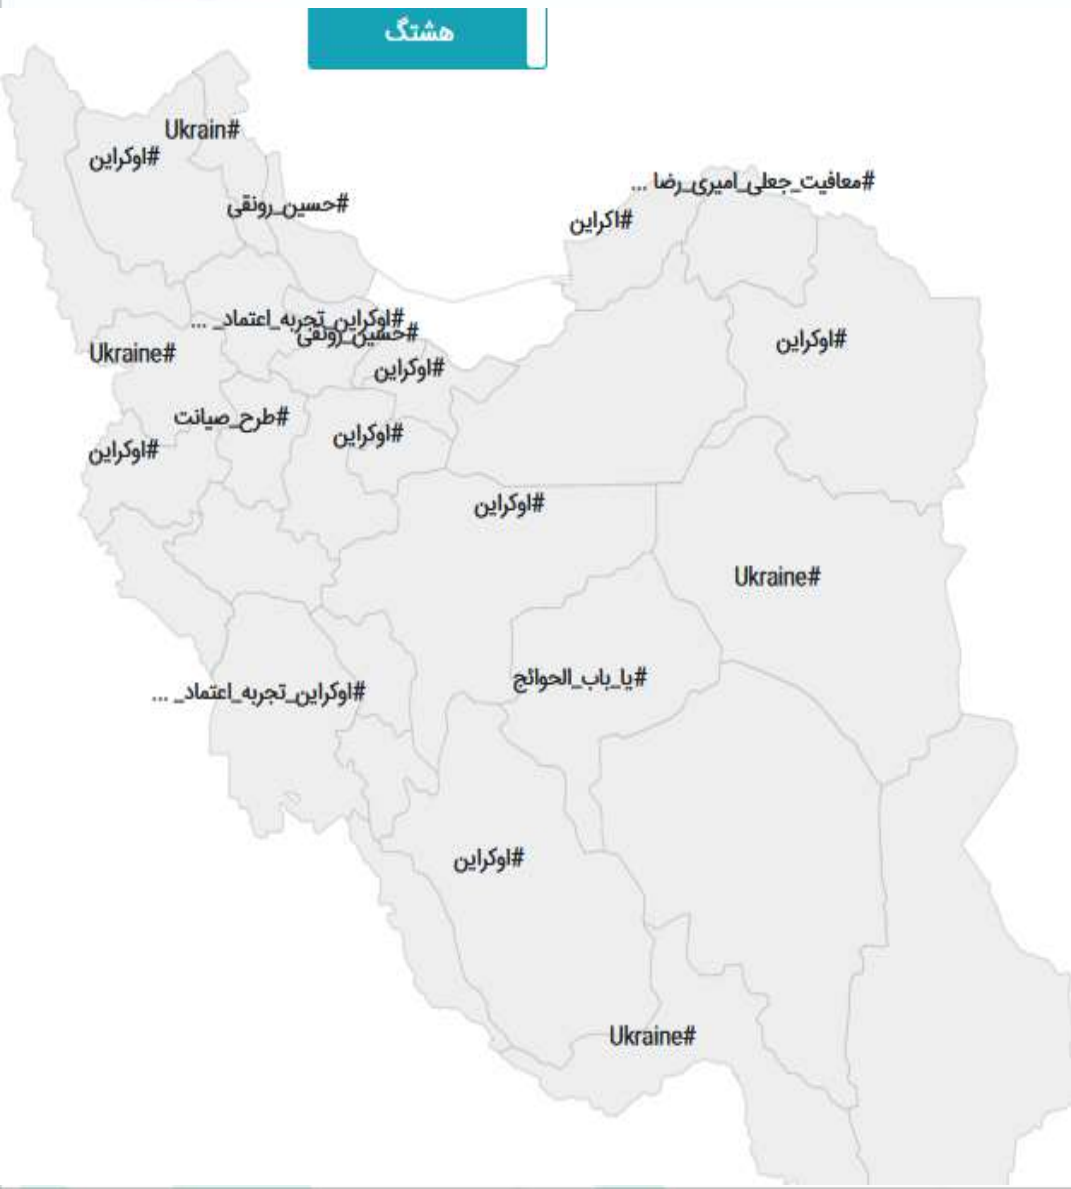 هشتگ
Ukrain#
#اوکراین
#معافیت_جعلی_امیری_رضا ...
#حسین_رونقی
#اکراین
#اوکراین_تجربه_اعتماد_ ...
#حسین_رونقی
#اوکراین
Ukraine#
#اوکراین
#طرح_صیانت
#اوکراین
#اوکراین
#اوکراین
Ukraine#
#یا_باب_الحوائج
#اوکراین_تجربه_اعتماد_ ...
#اوکراین
Ukraine#